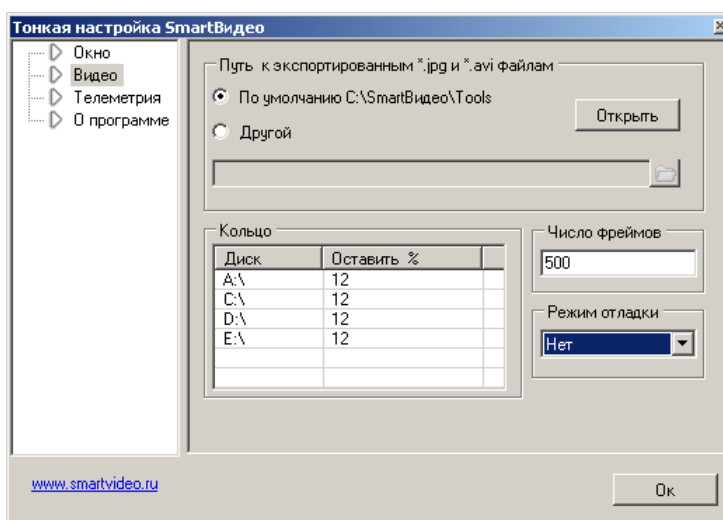 Тонкая настройка SmartВидео
Окно
Видео
Телеметрия
О программе
Путь к экспортированным *.jpg и *.avi файлам
По умолчанию C:\SmartВидео\Tools
Другой
Открыть
Кольцо
Диск Оставить %
A:\ 12
C:\ 12
D:\ 12
E:\ 12
Число фреймов
500
Режим отладки
Нет
www.smartvideo.ru
Ок